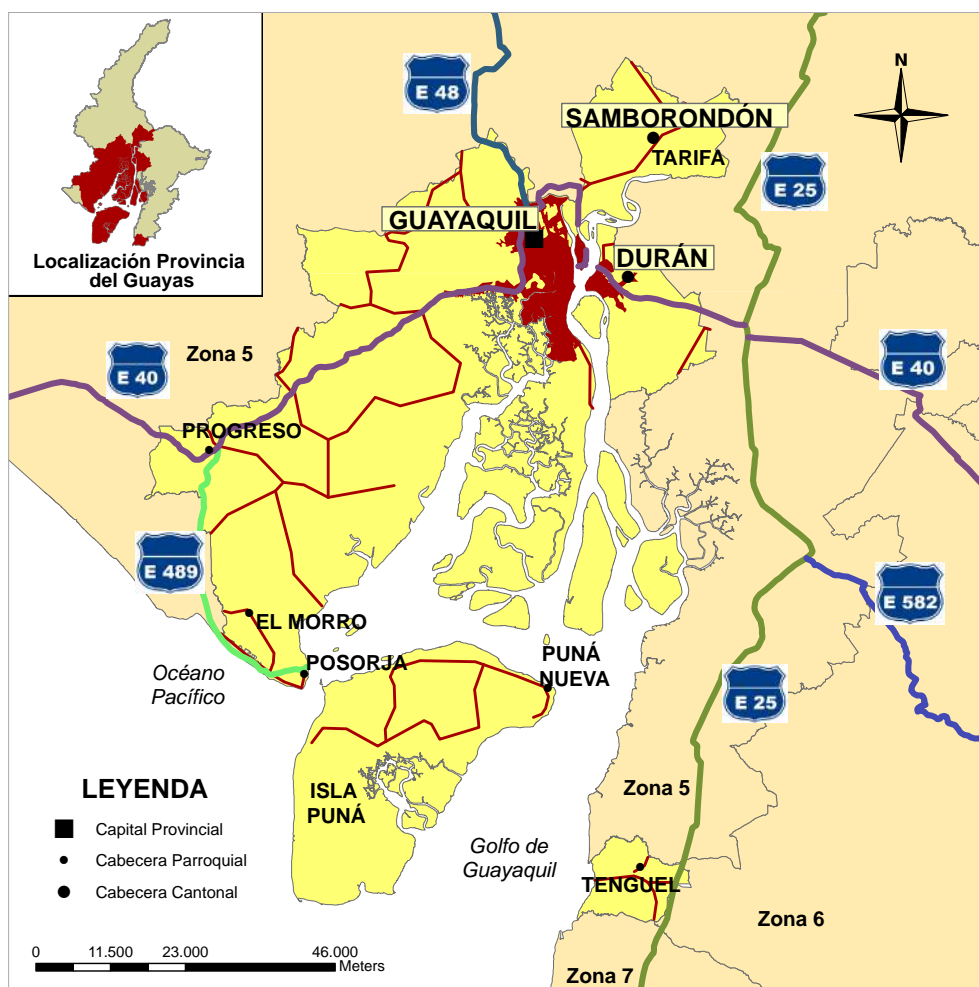 Localización Provincia
del Guayas
E 48
N
SAMBORONDÓN
TARIFA
E 25
GUAYAQUIL
DURÁN
Zona 5
E 40
E 40
PROGRESO
E 489
E 582
EL MORRO
POSORJA
PUNÁ
NUEVA
Océano
Pacífico
E 25
LEYENDA
Capital Provincial
Cabecera Parroquial
Cabecera Cantonal
ISLA
PUNÁ
Zona 5
Golfo de
Guayaquil
TENGUEL
Zona 6
Zona 7
0 11.500 23.000 46.000
Meters